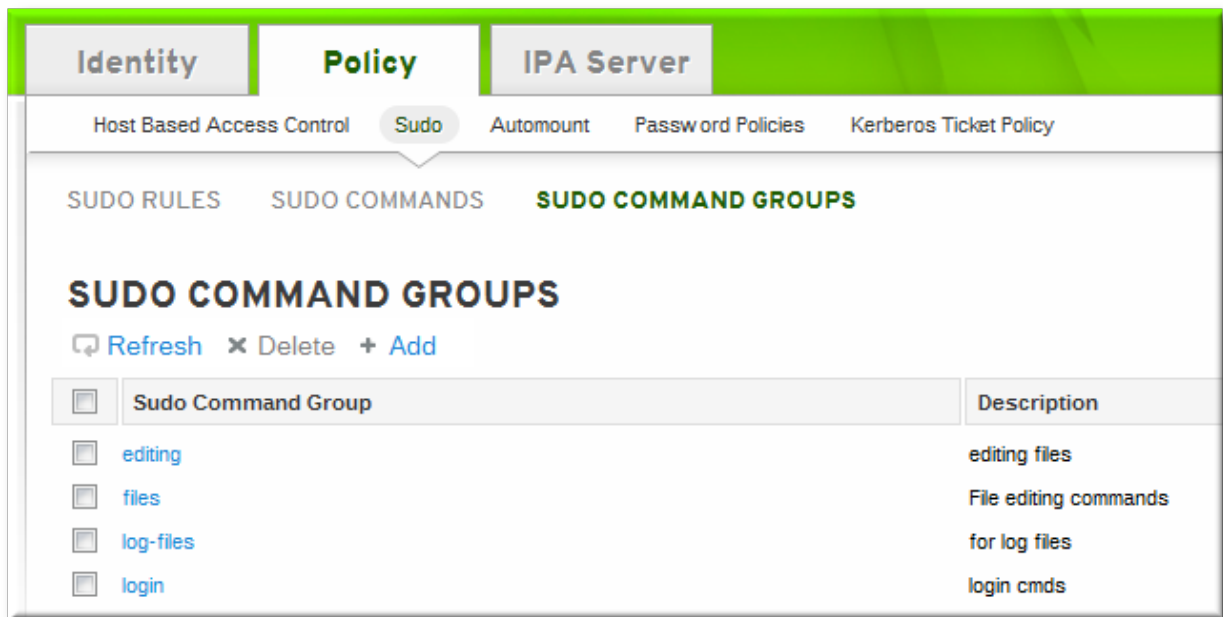 Identity Policy IPA Server
Host Based Access Control Sudo Automount Password Policies Kerberos Ticket Policy
SUDO RULES SUDO COMMANDS SUDO COMMAND GROUPS
SUDO COMMAND GROUPS
Refresh Delete Add
Sudo Command Group Description
editing editing files
files File editing commands
log-files for log files
login login cmds